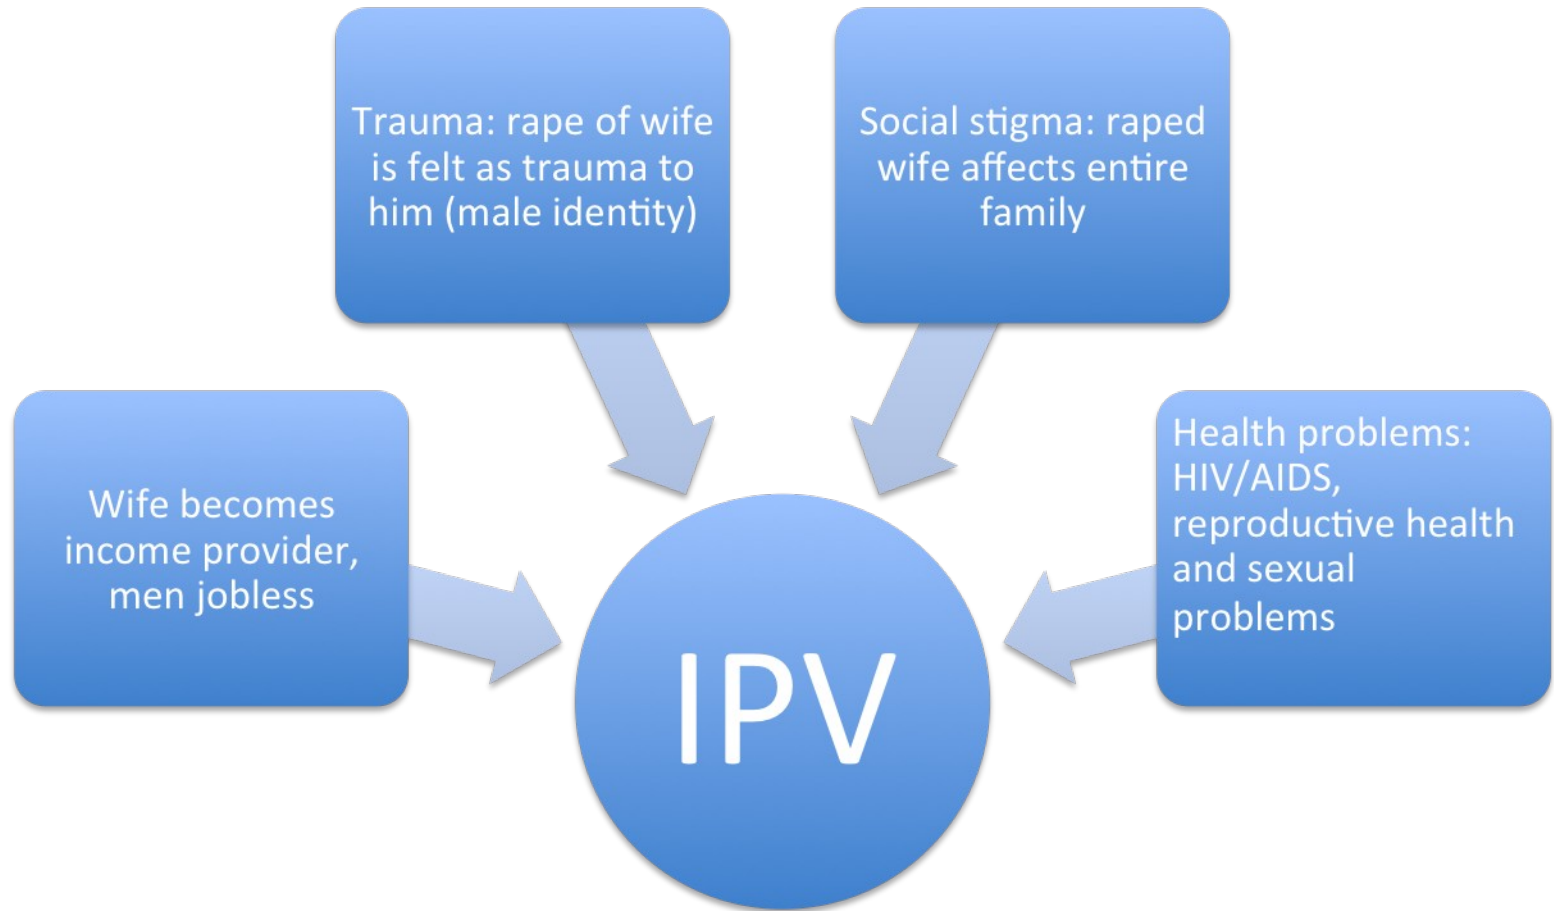 Trauma: rape of wife
is felt as trauma to
him (male identity)
Social stigma: raped
wife affects entire
family
Wife becomes
income provider,
men jobless
Health problems:
HIV/AIDS,
reproductive health
and sexual
problems
IPV